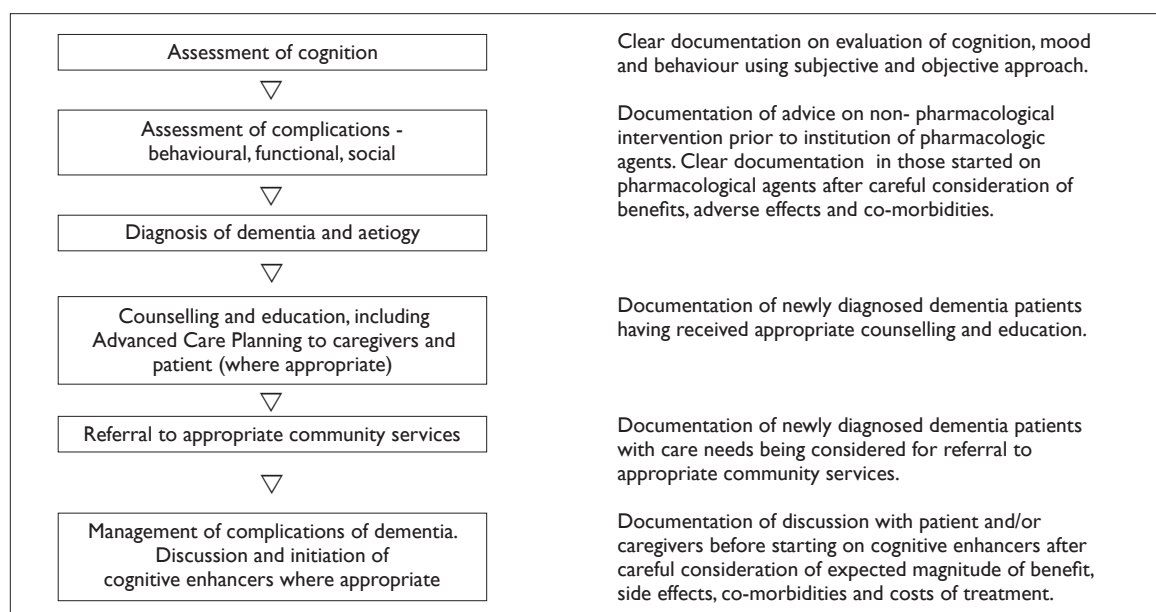 Assessment of cognition
Clear documentation on evaluation of cognition, mood
and behaviour using subjective and objective approach.
Assessment of complications -
behavioural, functional, social
Documentation of advice on non- pharmacological
intervention prior to institution of pharmacologic
agents. Clear documentation in those started on
pharmacological agents after careful consideration of
benefits, adverse effects and co-morbidities.
Diagnosis of dementia and aetiogy
Counselling and education, including
Advanced Care Planning to caregivers and
patient (where appropriate)
Documentation of newly diagnosed dementia patients
having received appropriate counselling and education.
Referral to appropriate community services
Documentation of newly diagnosed dementia patients
with care needs being considered for referral to
appropriate community services.
Management of complications of dementia.
Discussion and initiation of
cognitive enhancers where appropriate
Documentation of discussion with patient and/or
caregivers before starting on cognitive enhancers after
careful consideration of expected magnitude of benefit,
side effects, co-morbidities and costs of treatment.